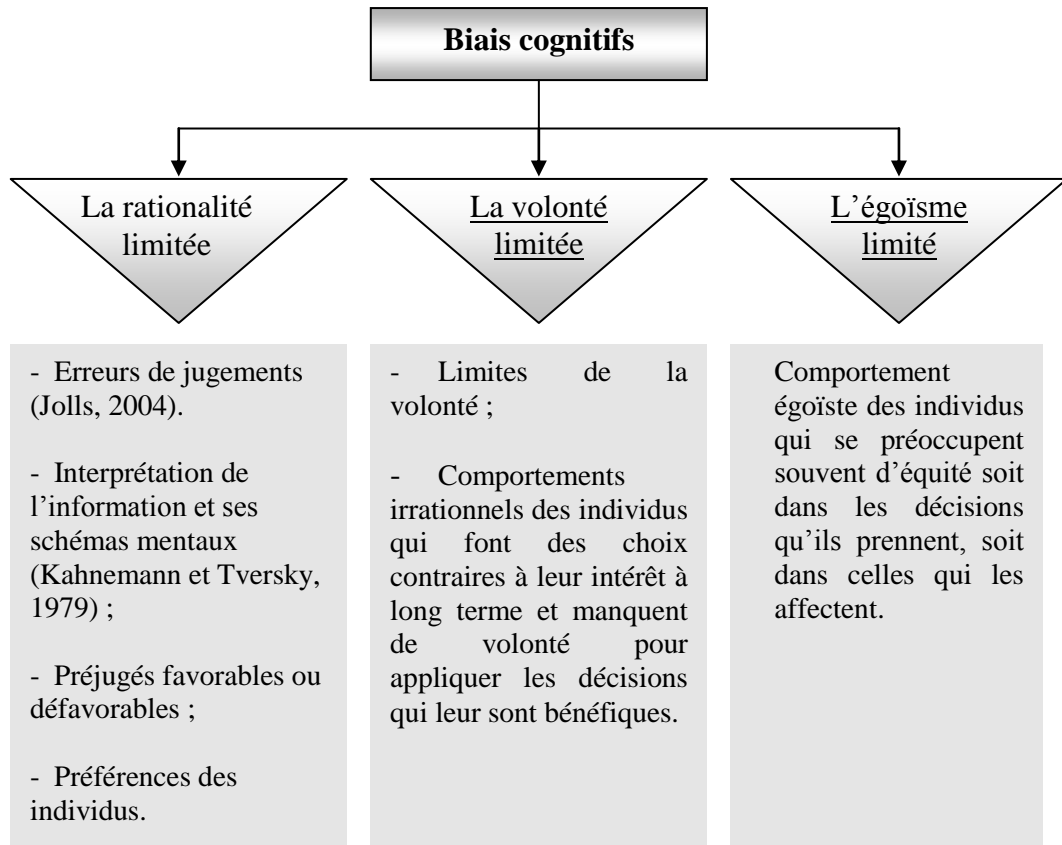 Biais cognitifs
La rationalité
limitée
La volonté
limitée
L'égoïsme
limité
- Erreurs de jugements
(Jolls, 2004).
- Interprétation de
l'information et ses
schémas mentaux
(Kahnemann et Tversky,
1979) ;
- Préjugés favorables ou
défavorables ;
- Préférences des
individus.
- Limites de la
volonté ;
- Comportements
irrationnels des individus
qui font des choix
contraires à leur intérêt à
long terme et manquent
de volonté pour
appliquer les décisions
qui leur sont bénéfiques.
Comportement
égoïste des individus
qui se préoccupent
souvent d'équité soit
dans les décisions
qu'ils prennent, soit
dans celles qui les
affectent.